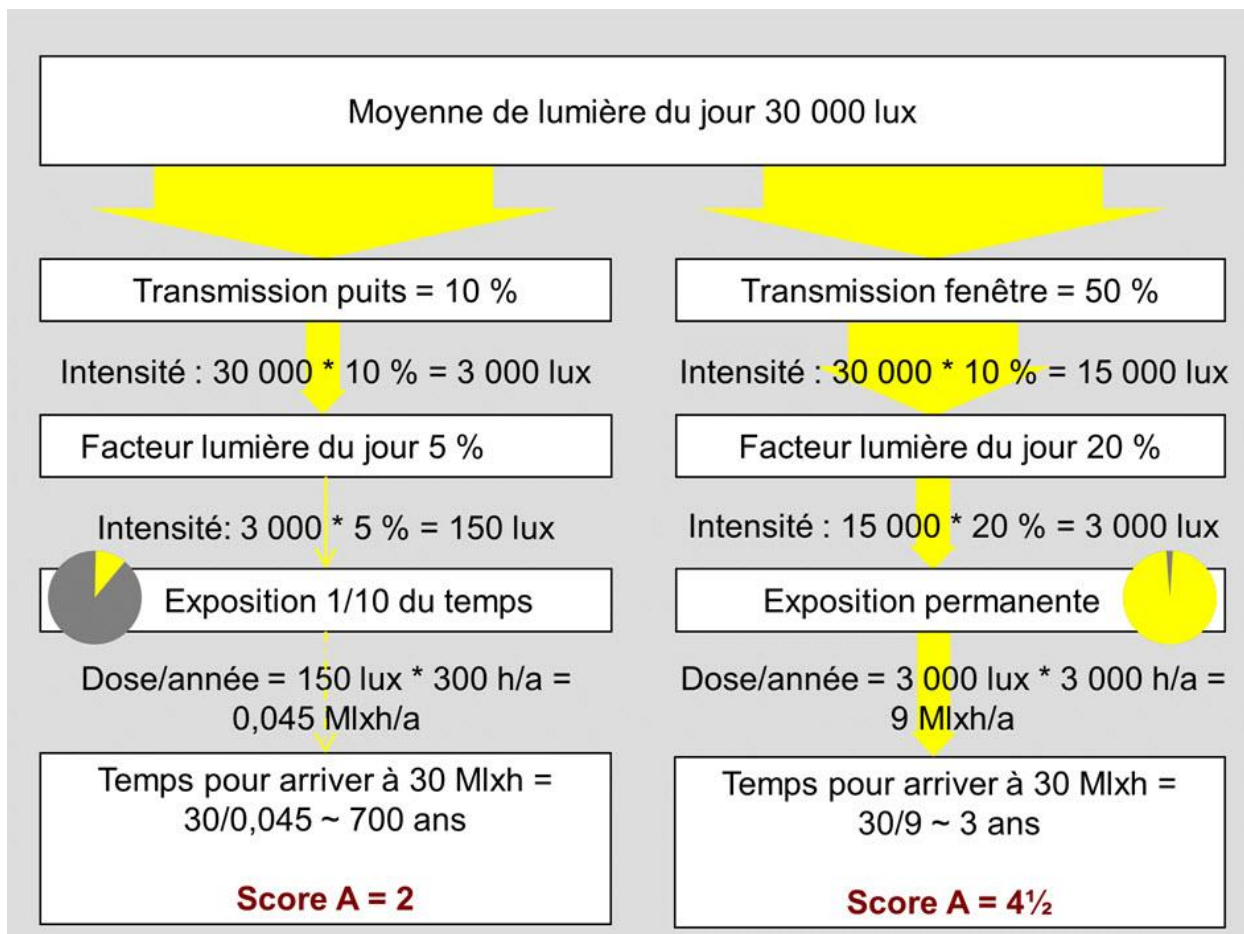 Moyenne de lumière du jour 30 000 lux
Transmission puits = 10 %
Intensité : 30 000 * 10 % = 3 000 lux
Facteur lumière du jour 5 %
Intensité: 3 000 * 5 % = 150 lux
Exposition 1/10 du temps
Dose/année = 150 lux * 300 h/a =
0,045 Mlxh/a
Temps pour arriver à 30 Mlxh =
30/0,045 ~ 700 ans
Score A = 2
Transmission fenêtre = 50 %
Intensité : 30 000 * 10 % = 15 000 lux
Facteur lumière du jour 20 %
Intensité : 15 000 * 20 % = 3 000 lux
Exposition permanente
Dose/année = 3 000 lux * 3 000 h/a =
9 Mlxh/a
Temps pour arriver à 30 Mlxh =
30/9 ~ 3 ans
Score A = 4½